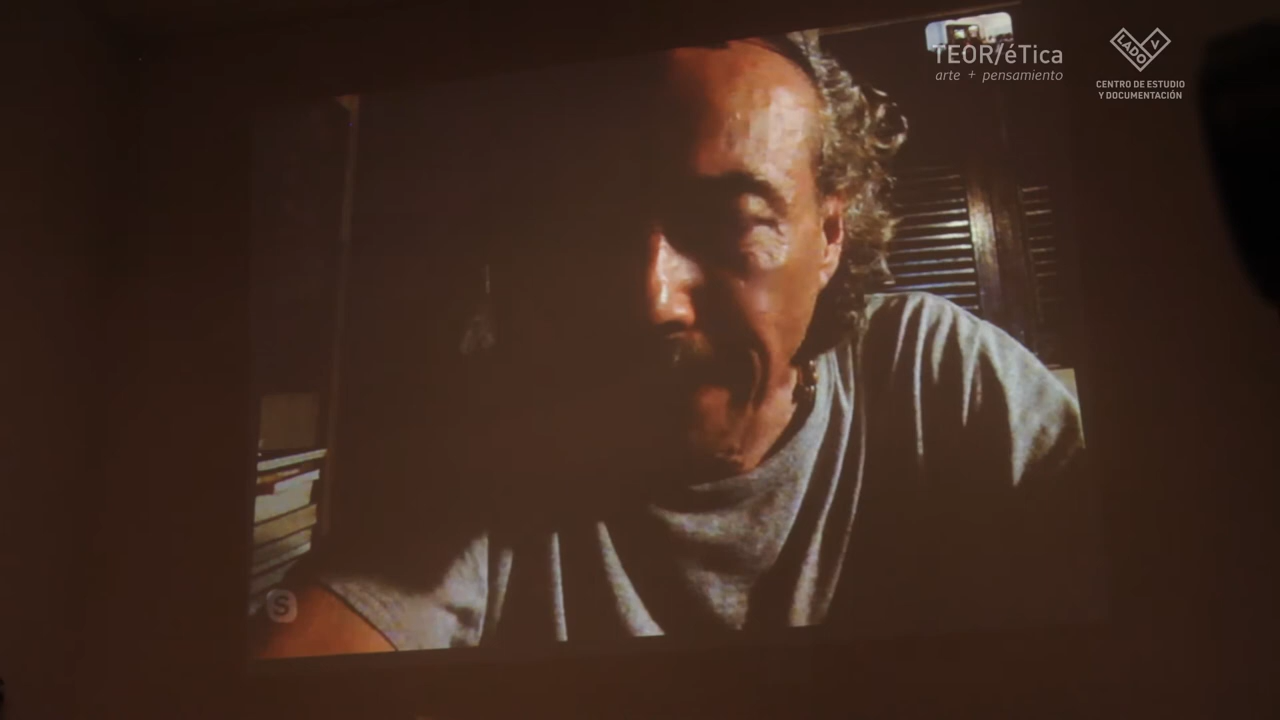 TEOR/éTica
arte + pensamiento
LADO V
CENTRO DE ESTUDIO
Y DOCUMENTACIÓN
S